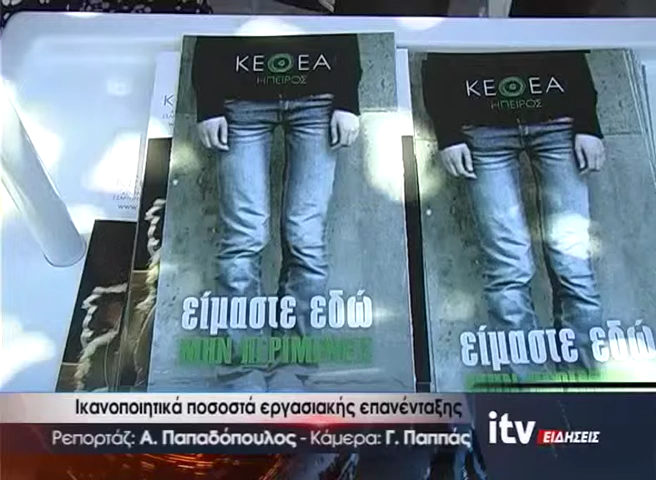 ΚΕΘΕΑ
ΗΠΕΙΡΟΣ
είμαστε εδώ
ΜΗΝ ΠΕΡΙΜΕΝΕΙΣ
ΚΕΘΕΑ
ΗΠΕΙΡΟΣ
είμαστε εδώ
Ικανοποιητικά ποσοστά εργασιακής επανένταξης
Ρεπορτάζ: Α. Παπαδόπουλος - Κάμερα: Γ. Παππάς
itv ΕΙΔΗΣΕΙΣ